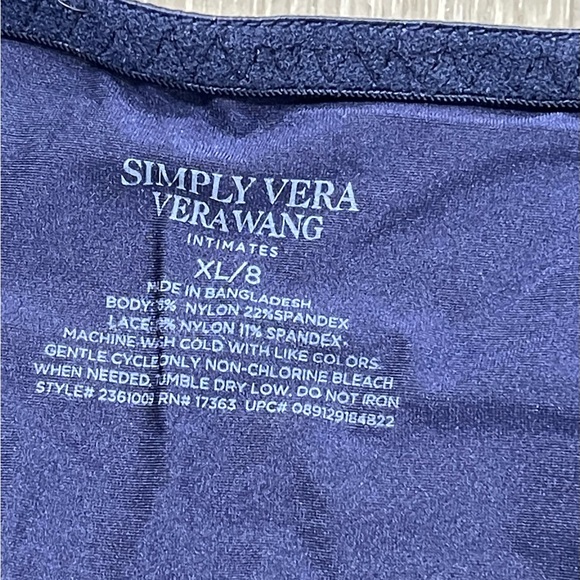 SIMPLY VERA
VERA WANG
INTIMATES
XL/8
MADE IN BANGLADESH
BODY: % NYLON 22% SPANDEX
LACE: % NYLON 11% SPANDEX
MACHINE WASH COLD WITH LIKE COLORS
GENTLE CYCLE ONLY NON-CHLORINE BLEACH
WHEN NEEDED, TUMBLE DRY LOW. DO NOT IRON
STYLE# RN# 17363 UPC#